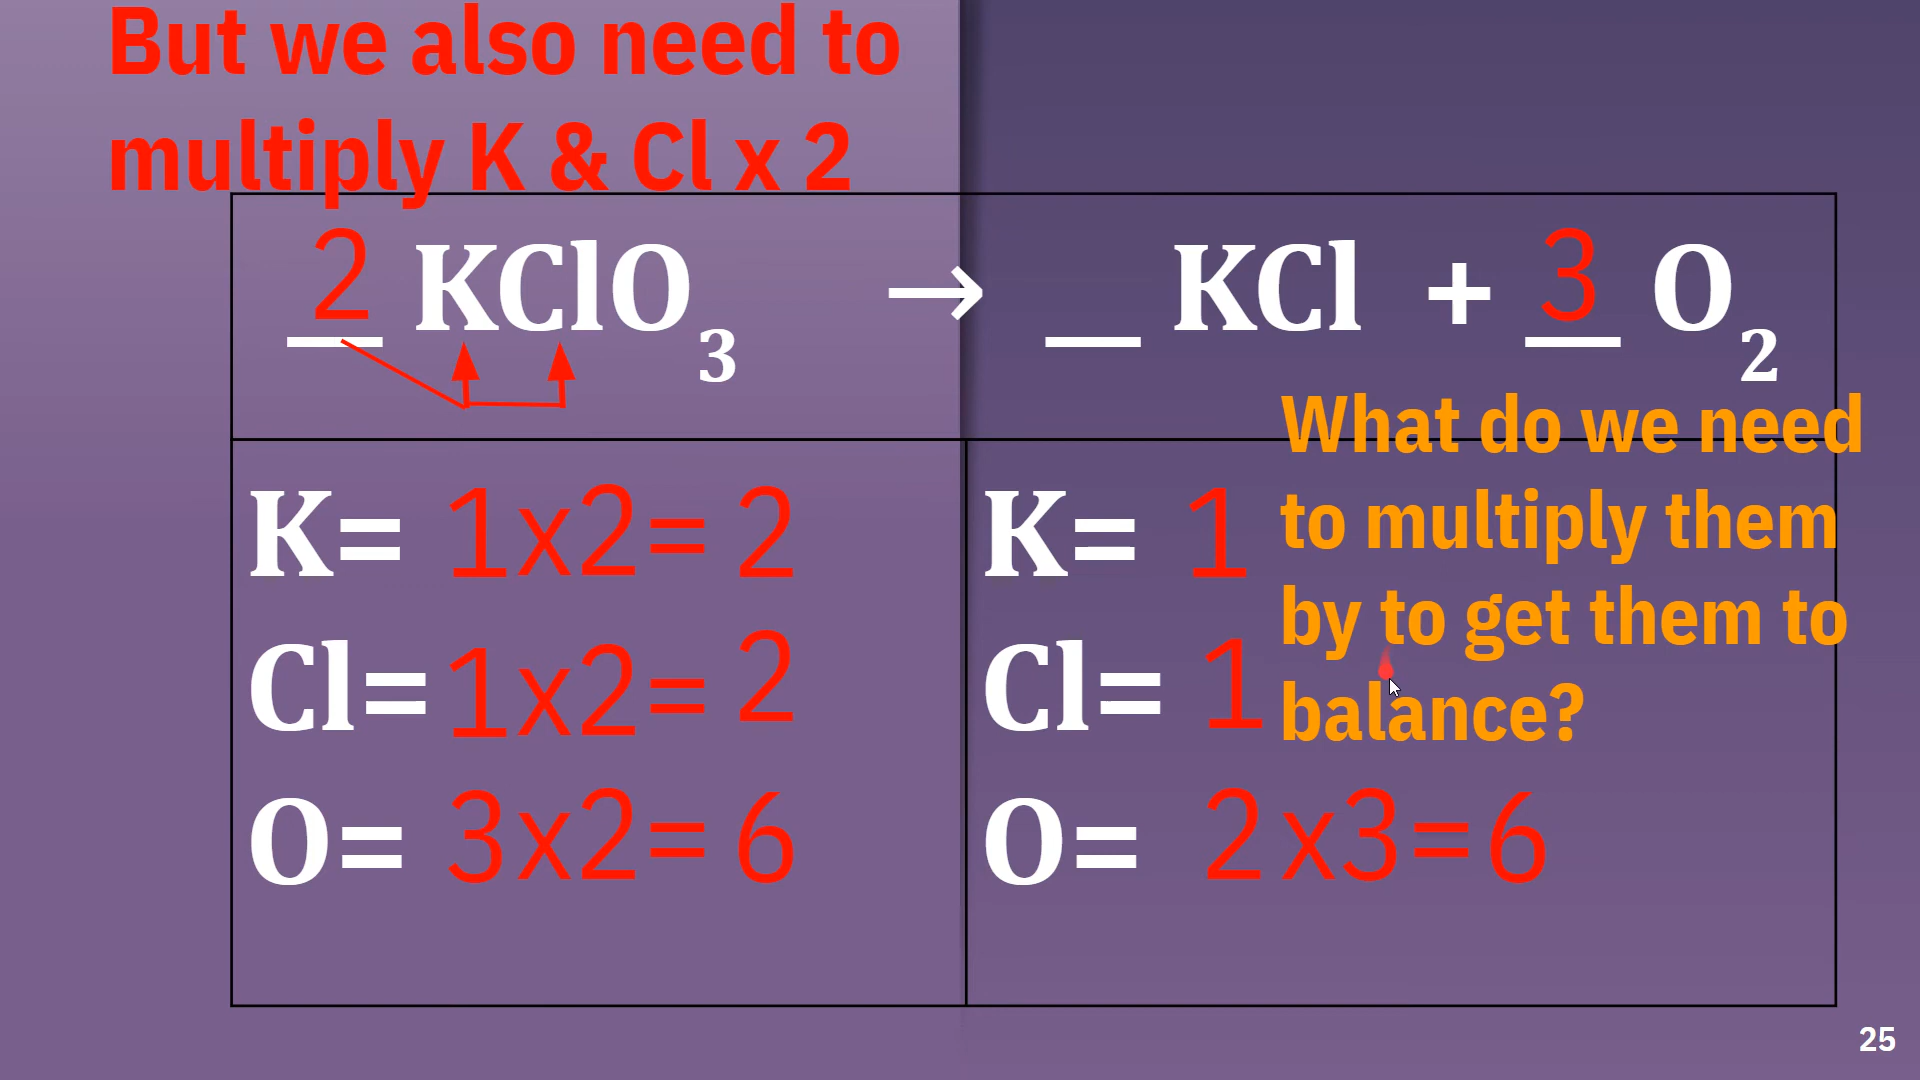 But we also need to
multiply K & Cl x 2
2 KClO3 → __ KCl + 3 O2
What do we need
to multiply them
by to get them to
balance?
K= 1x2= 2
Cl= 1x2= 2
O= 3x2= 6
K= 1
Cl= 1
O= 2x3=6
25